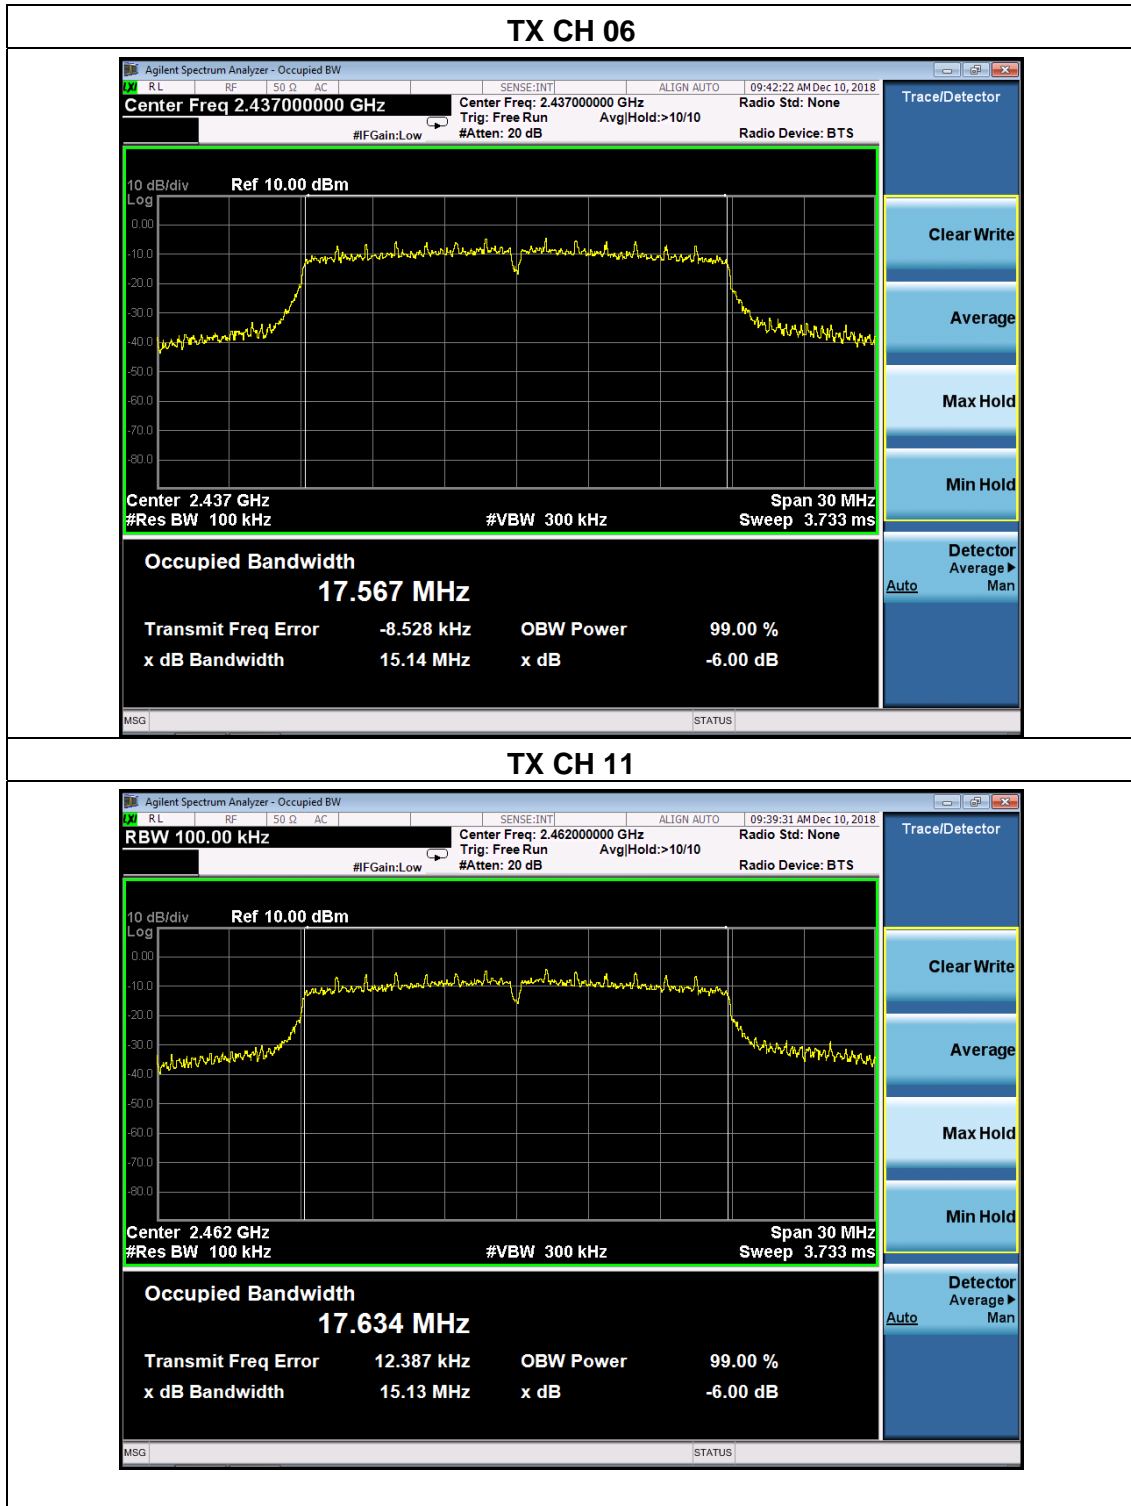 TX CH 06
Agilent Spectrum Analyzer - Occupied BW
LXI RL RF 50 Ω AC SENSE:INT ALIGN AUTO 09:42:22 AM Dec 10, 2018
Center Freq 2.437000000 GHz
Center Freq: 2.437000000 GHz Radio Std: None
Trig: Free Run Avg|Hold:>10/10
#IFGain:Low #Atten: 20 dB Radio Device: BTS
Trace/Detector
10 dB/div Ref 10.00 dBm
Log
0.00
-10.0
-20.0
-30.0
-40.0
-50.0
-60.0
-70.0
-80.0
Clear Write
Average
Max Hold
Min Hold
Center 2.437 GHz Span 30 MHz
#Res BW 100 kHz #VBW 300 kHz Sweep 3.733 ms
Detector
Average▶
Auto Man
Occupied Bandwidth
17.567 MHz
Transmit Freq Error -8.528 kHz OBW Power 99.00 %
x dB Bandwidth 15.14 MHz x dB -6.00 dB
MSG STATUS
TX CH 11
Agilent Spectrum Analyzer - Occupied BW
LXI RL RF 50 Ω AC SENSE:INT ALIGN AUTO 09:39:31 AM Dec 10, 2018
RBW 100.00 kHz
Center Freq: 2.462000000 GHz Radio Std: None
Trig: Free Run Avg|Hold:>10/10
#IFGain:Low #Atten: 20 dB Radio Device: BTS
Trace/Detector
10 dB/div Ref 10.00 dBm
Log
0.00
-10.0
-20.0
-30.0
-40.0
-50.0
-60.0
-70.0
-80.0
Clear Write
Average
Max Hold
Min Hold
Center 2.462 GHz Span 30 MHz
#Res BW 100 kHz #VBW 300 kHz Sweep 3.733 ms
Detector
Average▶
Auto Man
Occupied Bandwidth
17.634 MHz
Transmit Freq Error 12.387 kHz OBW Power 99.00 %
x dB Bandwidth 15.13 MHz x dB -6.00 dB
MSG STATUS